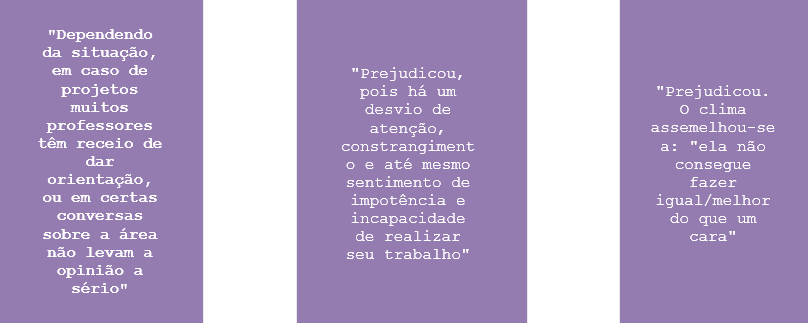 "Dependendo
da situação,
em caso de
projetos
muitos
professores
têm receio de
dar
orientação,
ou em certas
conversas
sobre a área
não levam a
opinião a
sério"
"Prejudicou,
pois há um
desvio de
atenção,
constrangiment
o e até mesmo
sentimento de
impotência e
incapacidade
de realizar
seu trabalho"
"Prejudicou.
O clima
assemelhou-se
a: "ela não
consegue
fazer
igual/melhor
do que um
cara"